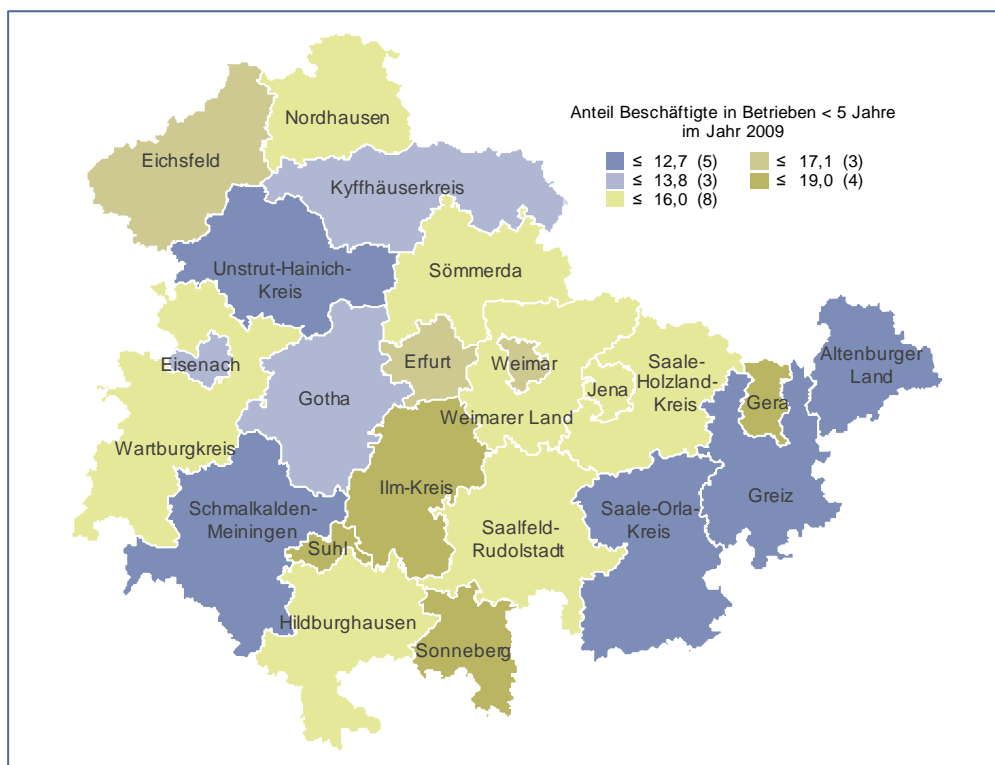 Anteil Beschäftigte in Betrieben < 5 Jahre
im Jahr 2009
≤ 12,7 (5)
≤ 13,8 (3)
≤ 16,0 (8)
≤ 17,1 (3)
≤ 19,0 (4)
Nordhausen
Eichsfeld
Kyffhäuserkreis
Unstrut-Hainich-
Kreis
Sömmerda
Eisenach
Erfurt
Weimar
Saale-
Holzland-
Kreis
Jena
Altenburger
Land
Gotha
Gera
Weimarer Land
Wartburgkreis
Ilm-Kreis
Greiz
Schmalkalden-
Meiningen
Saale-Orla-
Kreis
Saalfeld-
Rudolstadt
Suhl
Hildburghausen
Sonneberg